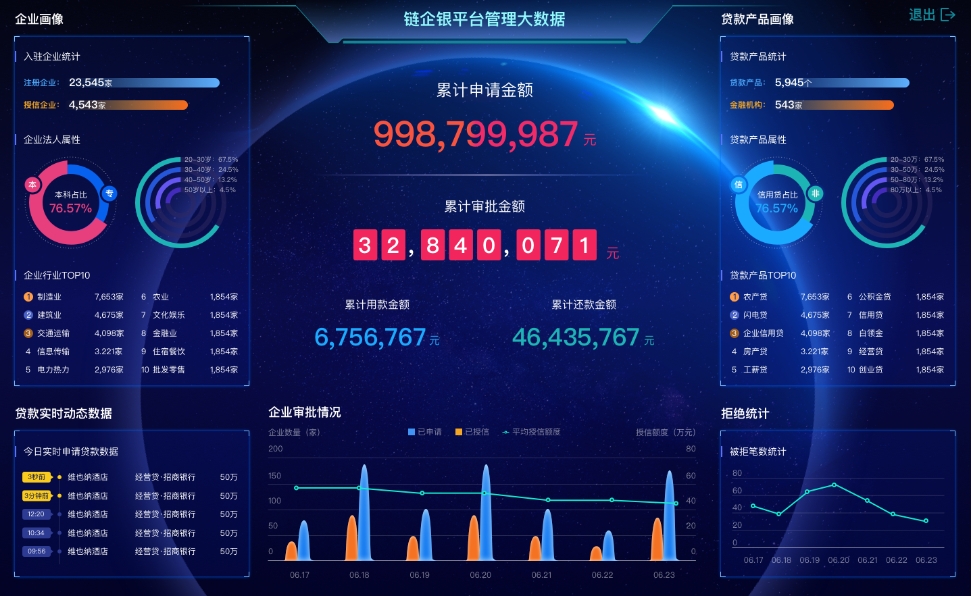 企业画像
链企银平台管理大数据
贷款产品画像
退出
入驻企业统计
注册企业: 23,545家
授信企业: 4,543家
企业法人属性
本
专
本科占比
76.57%
20-30岁: 67.5%
30-40岁: 24.5%
40-50岁: 13.2%
50岁以上: 4.5%
企业行业TOP10
1 制造业 7,653家 6 农业 1,854家
2 建筑业 4,675家 7 文化娱乐 1,854家
3 交通运输 4,098家 8 金融业 1,854家
4 信息传输 3.221家 9 住宿餐饮 1,854家
5 电力热力 2,976家 10 批发零售 1,854家
累计申请金额
998,799,987 元
累计审批金额
32,840,071 元
累计用款金额
6,756,767 元
累计还款金额
46,435,767 元
贷款产品统计
贷款产品: 5,945个
金融机构: 543家
贷款产品属性
信
非
信用贷占比
76.57%
20-30万: 67.5%
30-50万: 24.5%
50-80万: 13.2%
80万以上: 4.5%
贷款产品TOP10
1 农产贷 7,653家 6 公积金贷 1,854家
2 闪电贷 4,675家 7 信用贷 1,854家
3 企业信用贷 4,098家 8 白领金 1,854家
4 房产贷 3.221家 9 经营贷 1,854家
5 工薪贷 2,976家 10 创业贷 1,854家
贷款实时动态数据
今日实时申请贷款数据
3秒前 维也纳酒店 经营贷·招商银行 50万
3分钟前 维也纳酒店 经营贷·招商银行 50万
12:20 维也纳酒店 经营贷·招商银行 50万
10:34 维也纳酒店 经营贷·招商银行 50万
09:56 维也纳酒店 经营贷·招商银行 50万
企业审批情况
企业数量(家) 已申请 已授信 平均授信额度 授信额度(万元)
200 80
150 60
100 40
50 20
0 0
06.17 06.18 06.19 06.20 06.21 06.22 06.23
拒绝统计
被拒笔数统计
80
60
40
20
0
06.17 06.18 06.19 06.20 06.21 06.22 06.23